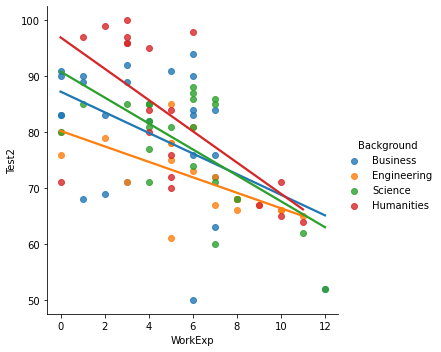 100
90
80
70
60
50
Test2
0
2
4
6
8
10
12
WorkExp
Background
Business
Engineering
Science
Humanities